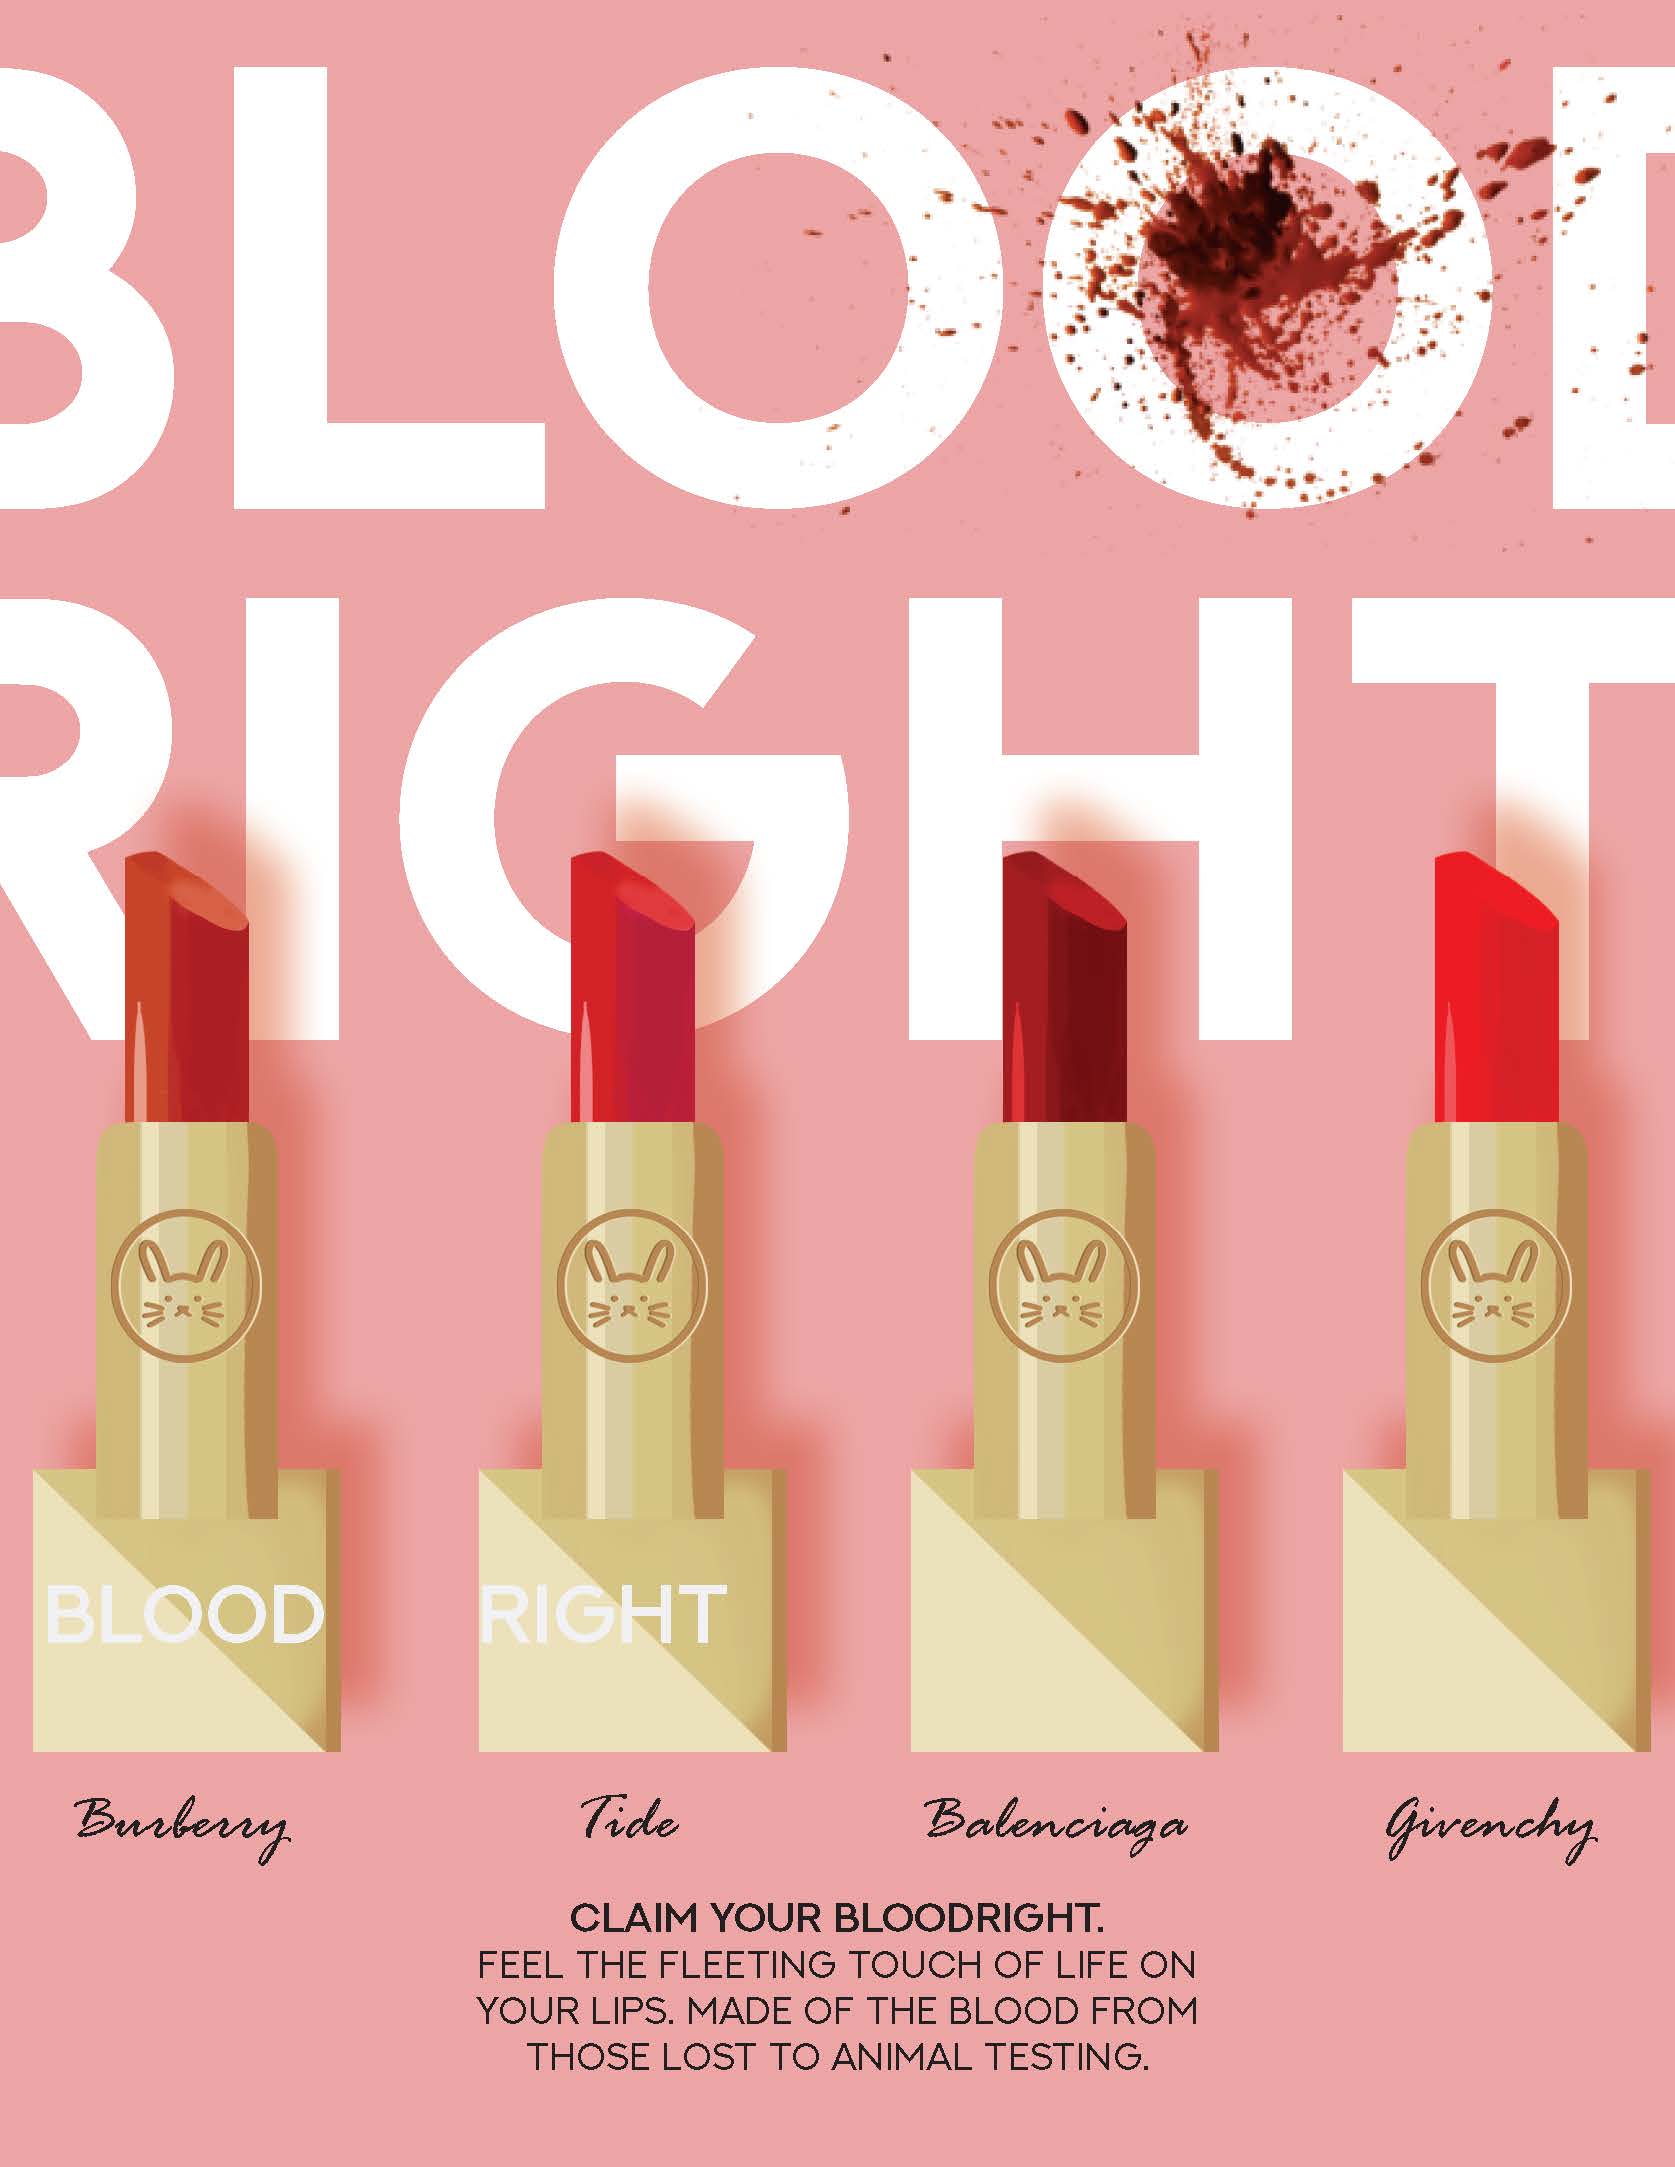 BLOOD
RIGHT
BLOOD RIGHT
Burberry Tide Balenciaga Givenchy
CLAIM YOUR BLOODRIGHT.
FEEL THE FLEETING TOUCH OF LIFE ON
YOUR LIPS. MADE OF THE BLOOD FROM
THOSE LOST TO ANIMAL TESTING.